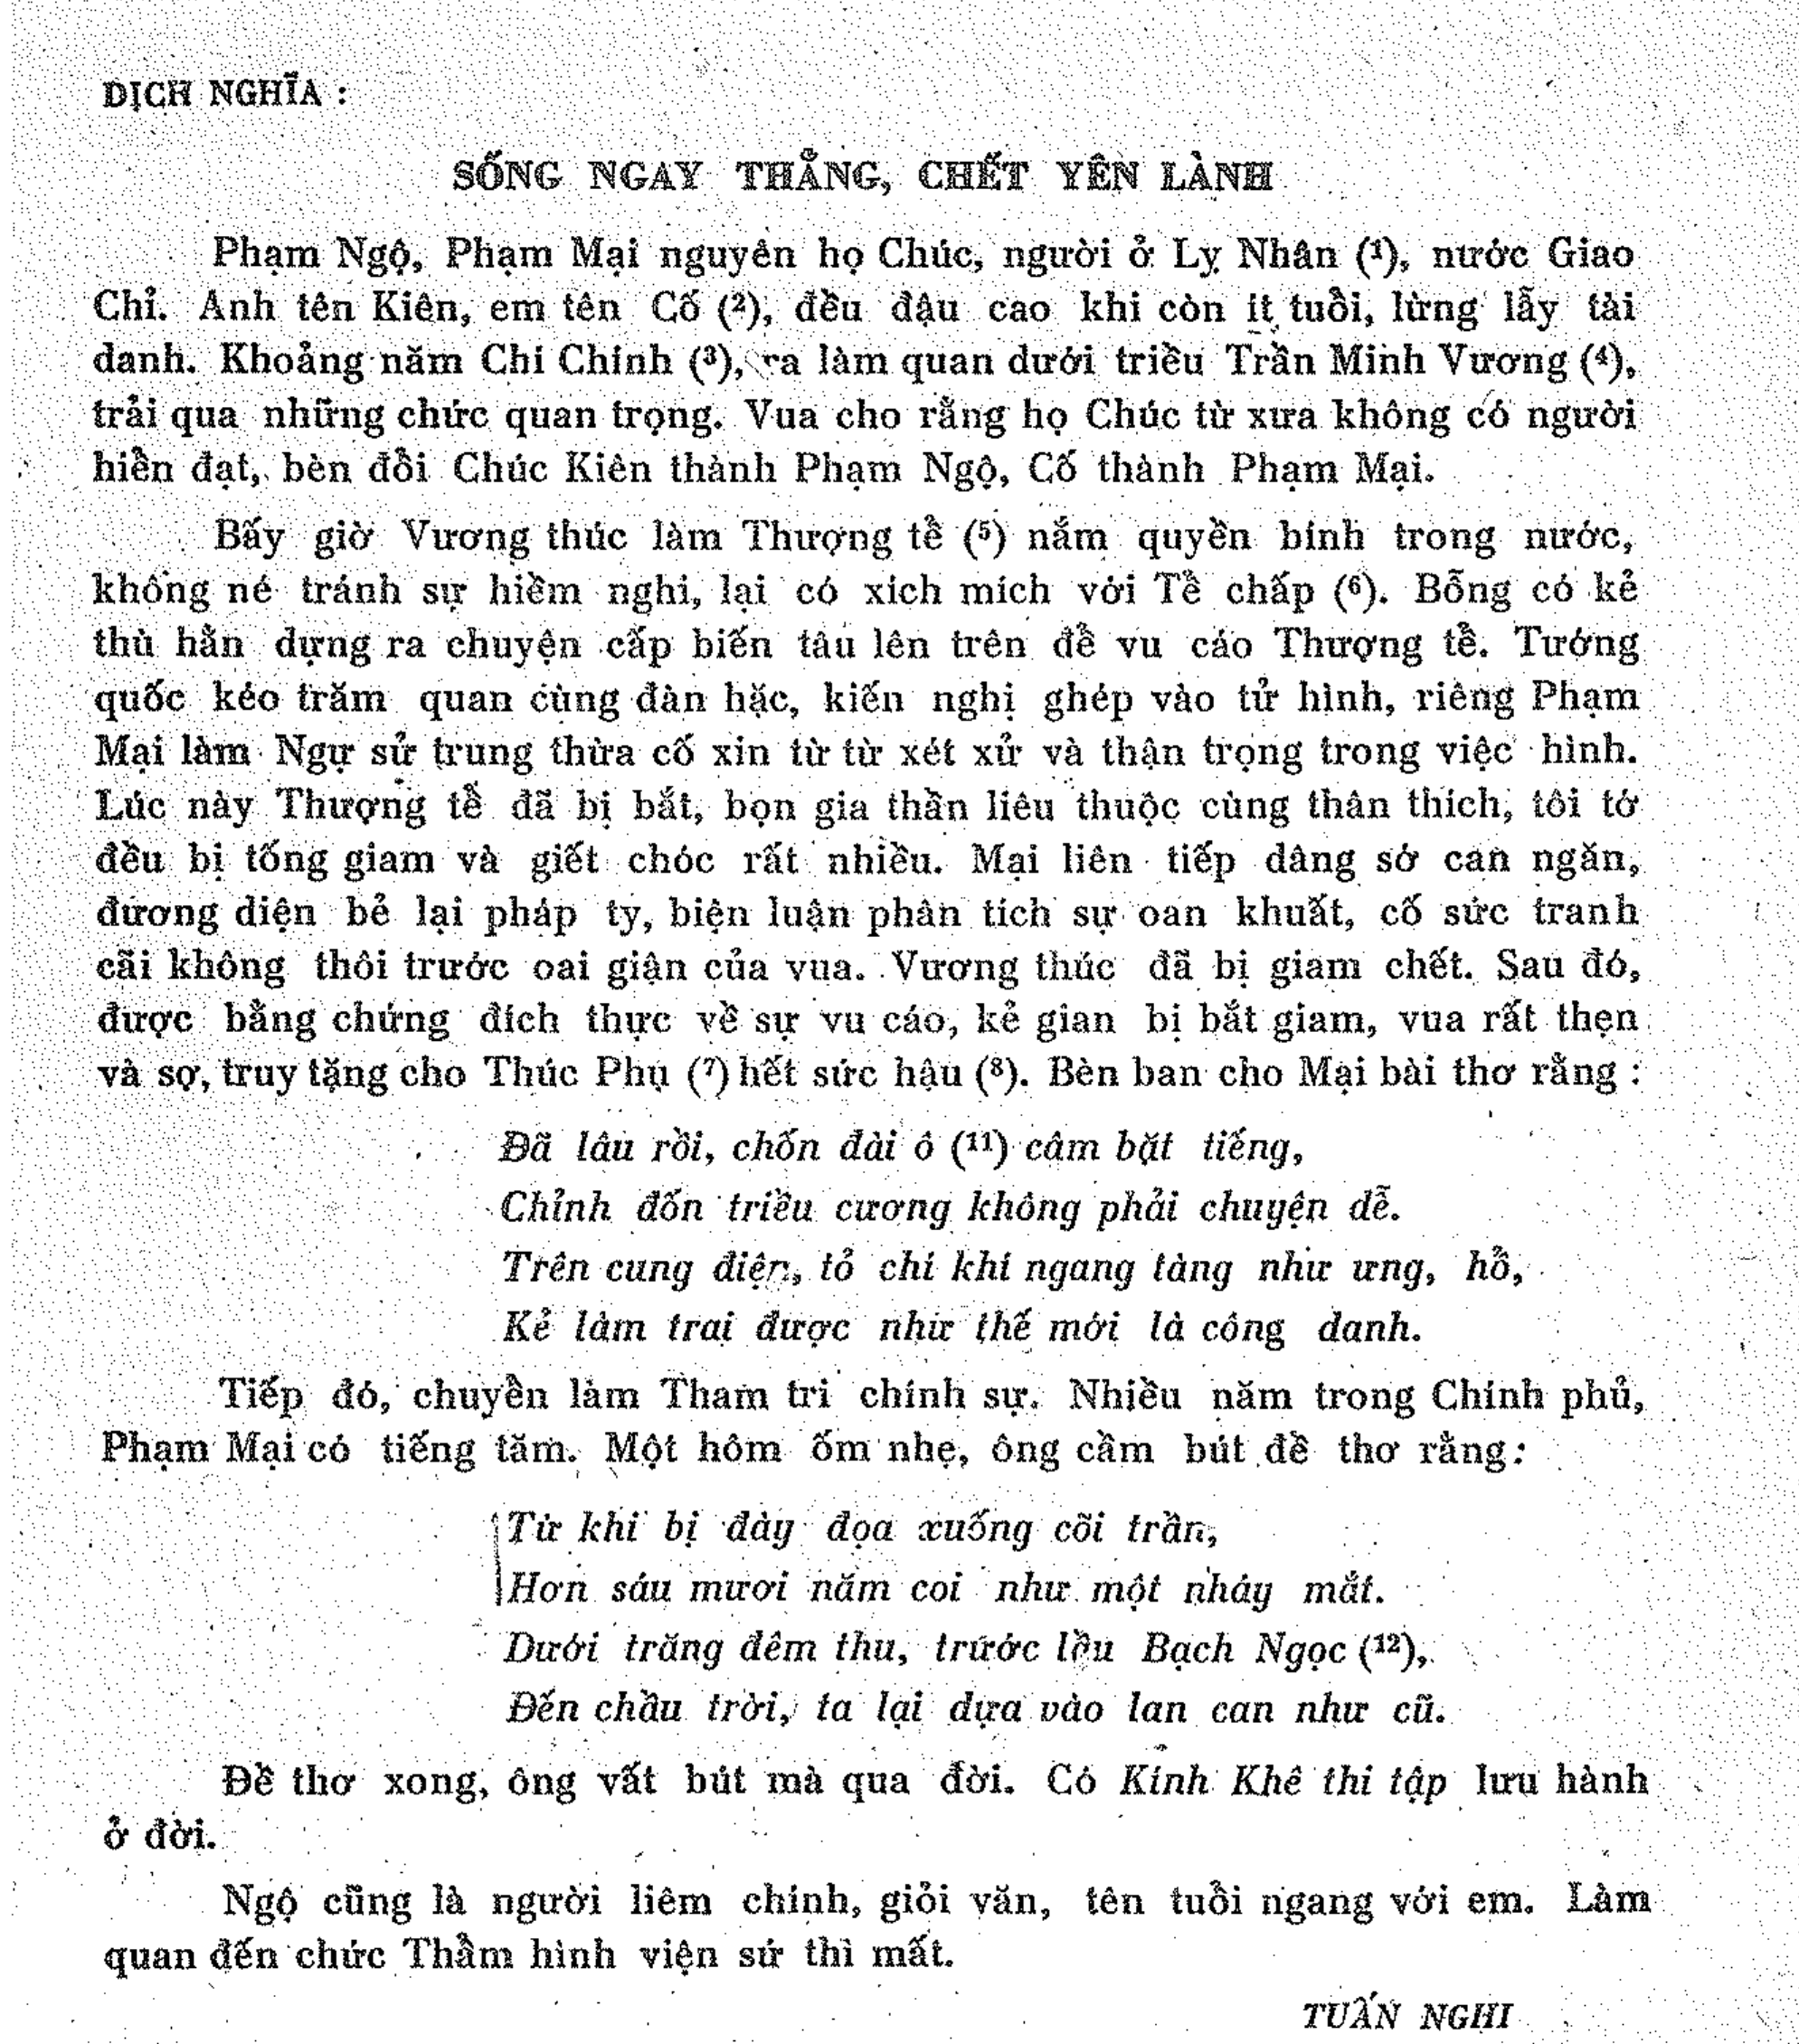 DỊCH NGHĨA :
SỐNG NGAY THẲNG, CHẾT YÊN LÀNH
Phạm Ngộ, Phạm Mại nguyên họ Chúc, người ở Lỵ Nhân (¹), nước Giao
Chỉ. Anh tên Kiên, em tên Cố (²), đều đậu cao khi còn ít tuổi, lừng lẫy tài
danh. Khoảng năm Chí Chính (³), ra làm quan dưới triều Trần Minh Vương (⁴),
trải qua những chức quan trọng. Vua cho rằng họ Chúc từ xưa không có người
hiền đạt, bèn đổi Chúc Kiên thành Phạm Ngộ, Cố thành Phạm Mại.
Bấy giờ Vương thúc làm Thượng tể (⁵) nắm quyền bính trong nước,
không né tránh sự hiềm nghi, lại có xích mích với Tể chấp (⁶). Bỗng có kẻ
thù hằn dựng ra chuyện cấp biến tâu lên trên để vu cáo Thượng tể. Tướng
quốc kéo trăm quan cùng đàn hặc, kiến nghị ghép vào tử hình, riêng Phạm
Mại làm Ngự sử trung thừa cố xin từ từ xét xử và thận trọng trong việc hình.
Lúc này Thượng tể đã bị bắt, bọn gia thần liêu thuộc cùng thân thích, tôi tớ
đều bị tống giam và giết chóc rất nhiều. Mại liên tiếp dâng sớ can ngăn,
đương diện bẻ lại pháp ty, biện luận phân tích sự oan khuất, cố sức tranh
cãi không thôi trước oai giận của vua. Vương thúc đã bị giam chết. Sau đó,
được bằng chứng đích thực về sự vu cáo, kẻ gian bị bắt giam, vua rất thẹn
và sợ, truy tặng cho Thúc Phụ (⁷) hết sức hậu (⁸). Bèn ban cho Mại bài thơ rằng :
Đã lâu rồi, chốn đài ô (¹¹) câm bặt tiếng,
Chỉnh đốn triều cương không phải chuyện dễ.
Trên cung điện, tỏ chí khí ngang tàng như ưng, hổ,
Kẻ làm trai được như thế mới là công danh.
Tiếp đó, chuyển làm Tham tri chính sự. Nhiều năm trong Chính phủ,
Phạm Mại có tiếng tăm. Một hôm ốm nhẹ, ông cầm bút đề thơ rằng :
Từ khi bị đày đọa xuống cõi trần,
Hơn sáu mươi năm coi như một nháy mắt.
Dưới trăng đêm thu, trước lầu Bạch Ngọc (¹²),
Đến chầu trời, ta lại dựa vào lan can như cũ.
Đề thơ xong, ông vất bút mà qua đời. Có Kính Khê thi tập lưu hành
ở đời.
Ngộ cũng là người liêm chính, giỏi văn, tên tuổi ngang với em. Làm
quan đến chức Thẩm hình viện sứ thì mất.
TUẤN NGHI